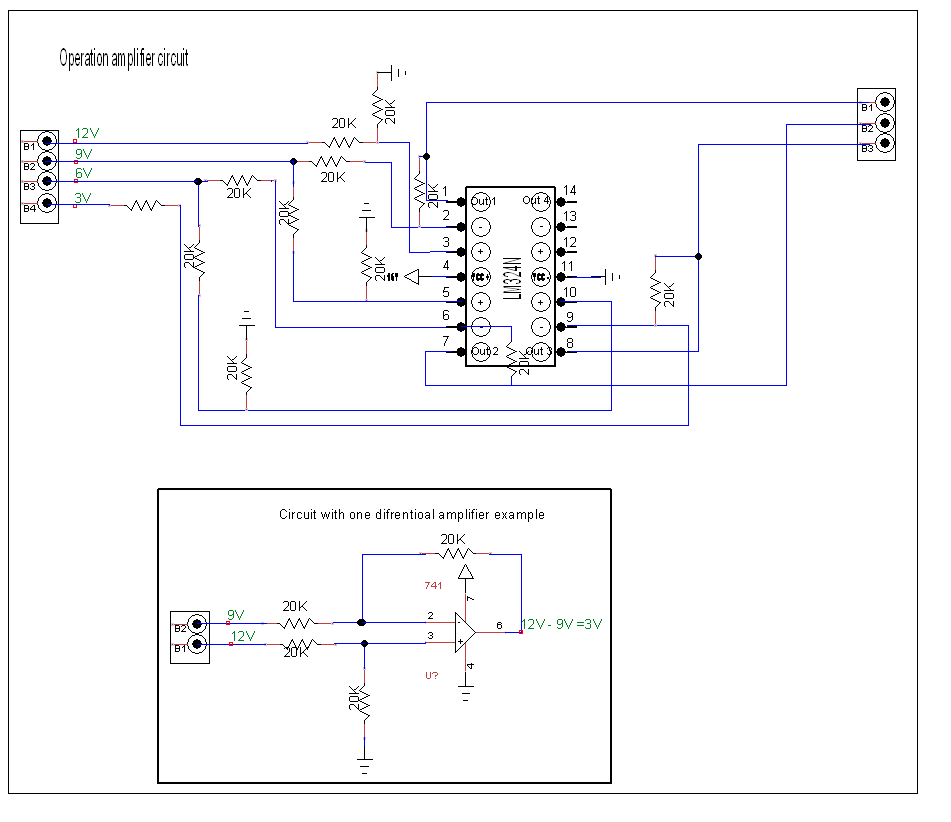 Operation amplifier circuit
20K
20K
B1 12V
B2 9V
B3 6V
B4 3V
20K
20K
20K
20K
20K
20K
20K
20K
20K
B1
B2
B3
1 Out 1 Out 4 14
2 - - 13
3 + + 12
4 VCC + VCC - 11
5 + + 10
6 - - 9
7 Out 2 Out 3 8
LM324N
Circuit with one difrentioal amplifier example
20K
741
7
B2 9V 20K 2 -
B1 12V 20K 3 +
6 12V - 9V =3V
4
U?
20K